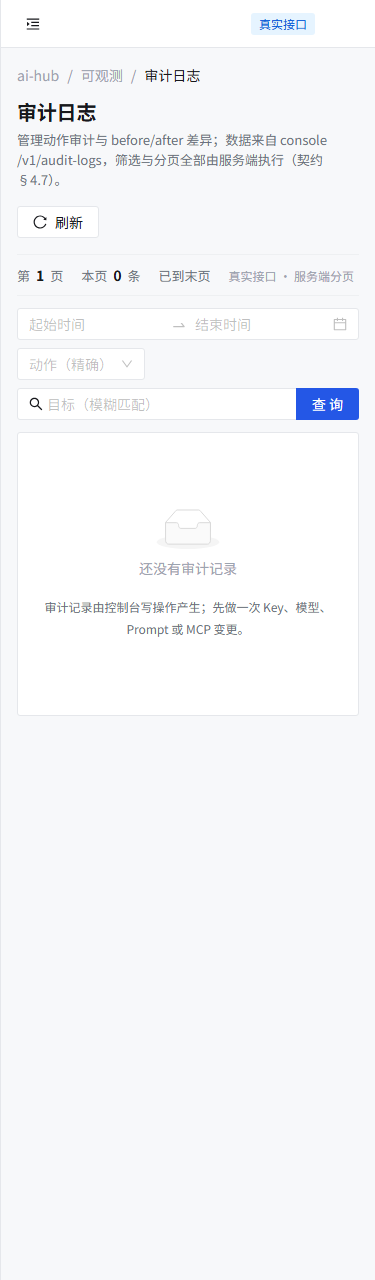 真实接口
ai-hub / 可观测 / 审计日志
审计日志
管理动作审计与 before/after 差异；数据来自 console
/v1/audit-logs，筛选与分页全部由服务端执行（契约
§4.7）。
刷新
第 1 页 本页 0 条 已到末页 真实接口 · 服务端分页
起始时间 → 结束时间
动作（精确）
目标（模糊匹配） 查 询
还没有审计记录
审计记录由控制台写操作产生；先做一次 Key、模型、
Prompt 或 MCP 变更。